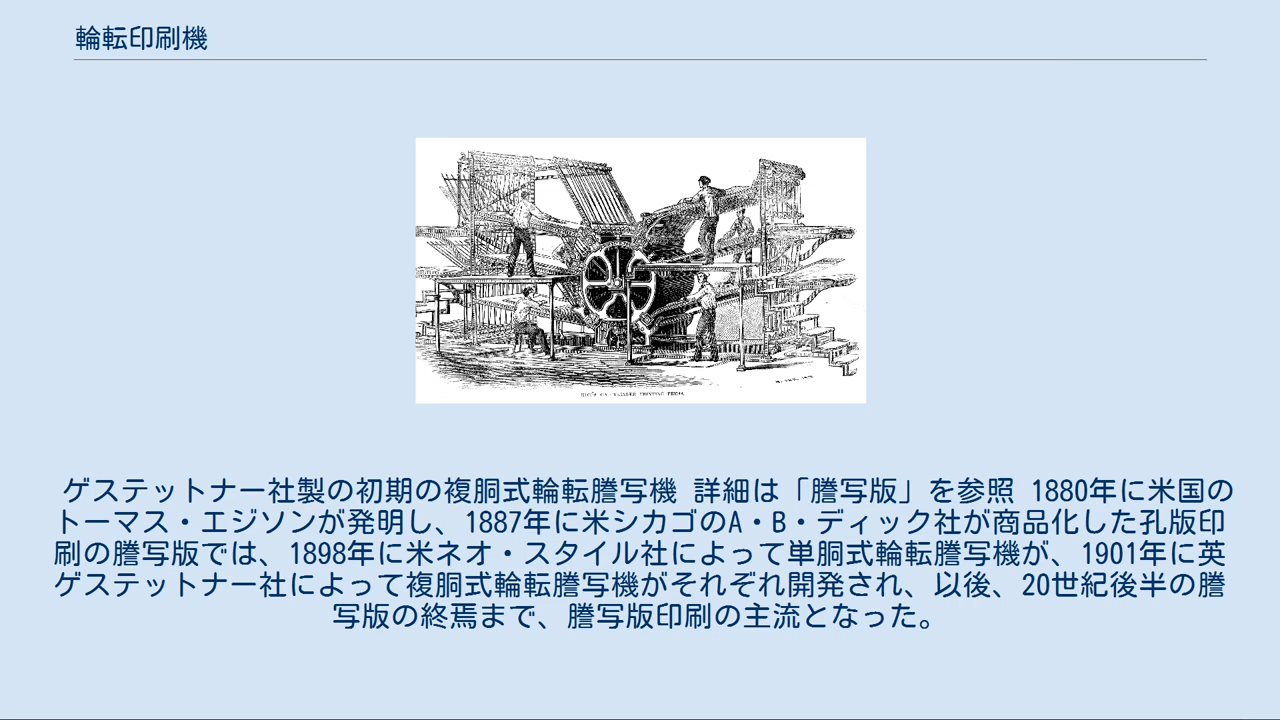 輪転印刷機
PRINTING PRESS
ゲステットナー社製の初期の複胴式輪転謄写機 詳細は「謄写版」を参照 1880年に米国の
トーマス・エジソンが発明し、1887年に米シカゴのA・B・ディック社が商品化した孔版印
刷の謄写版では、1898年に米ネオ・スタイル社によって単胴式輪転謄写機が、1901年に英
ゲステットナー社によって複胴式輪転謄写機がそれぞれ開発され、以後、20世紀後半の謄
写版の終焉まで、謄写版印刷の主流となった。